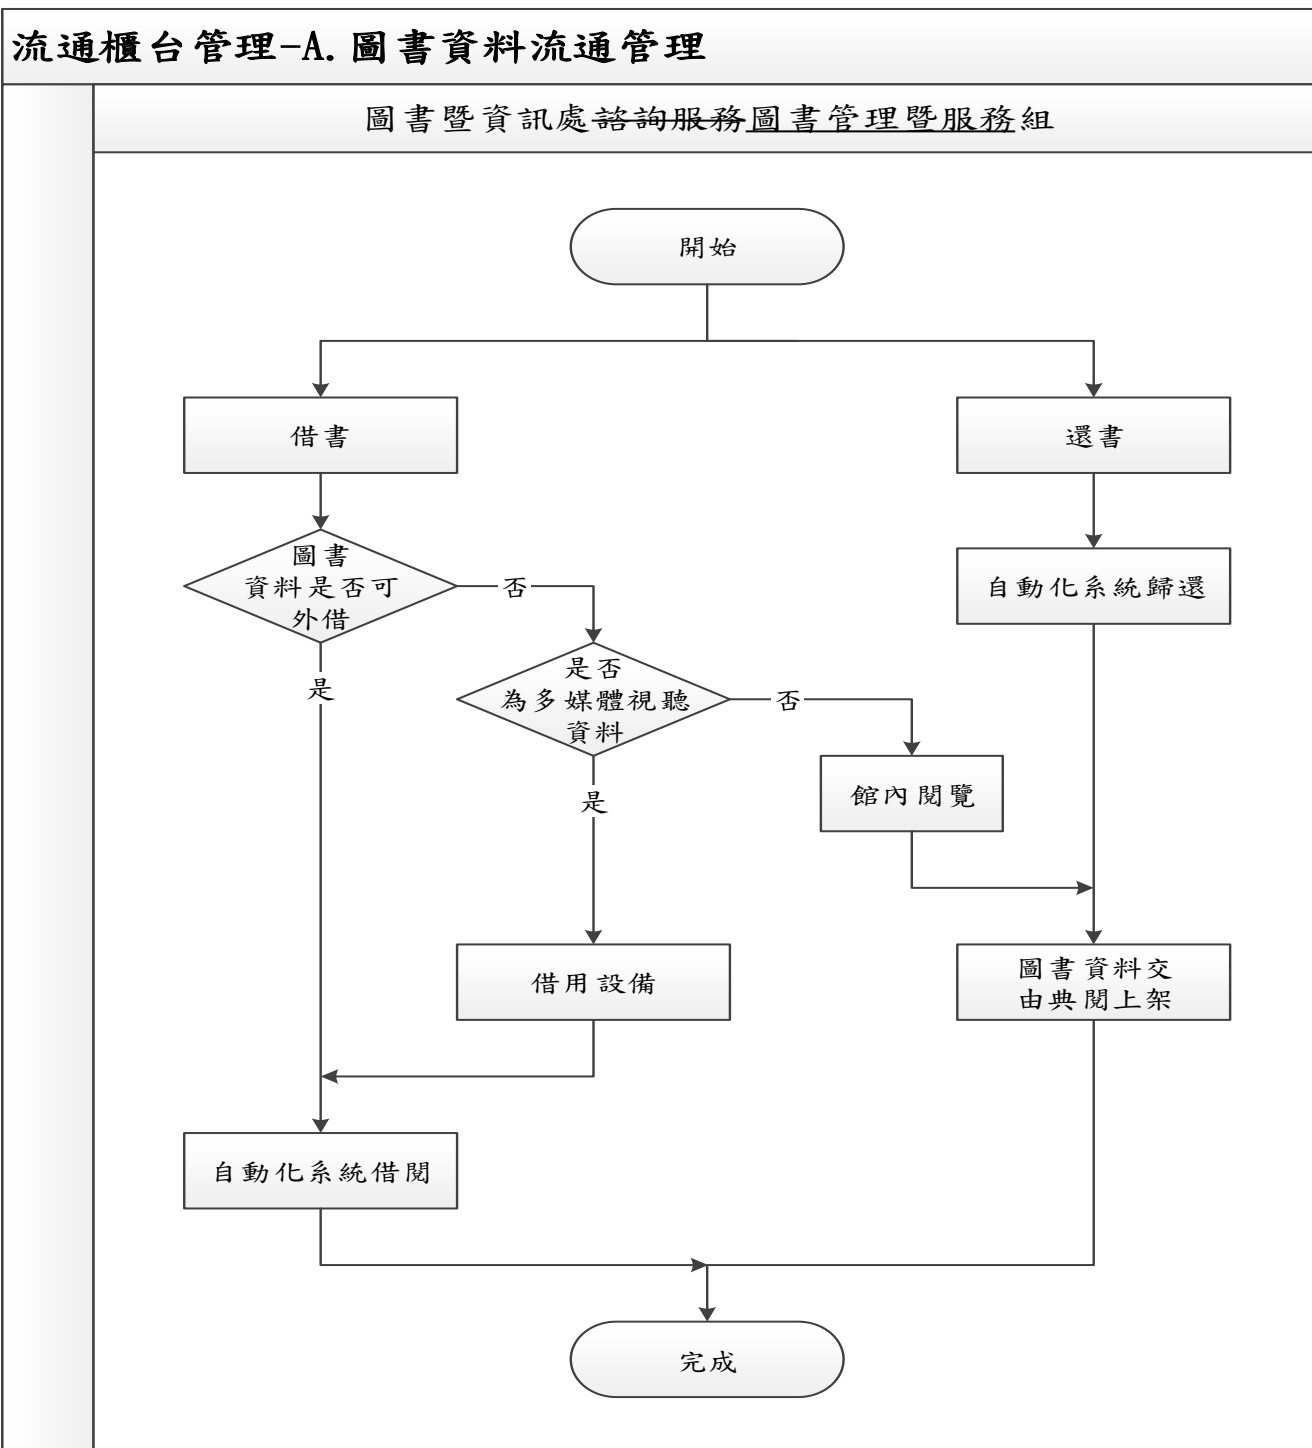 流通櫃台管理-A.圖書資料流通管理
圖書暨資訊處諮詢服務圖書管理暨服務組
開始
借書
還書
圖書
資料是否可
外借
否
自動化系統歸還
是
是否
為多媒體視聽
資料
否
是
館內閱覽
借用設備
圖書資料交
由典閱上架
自動化系統借閱
完成